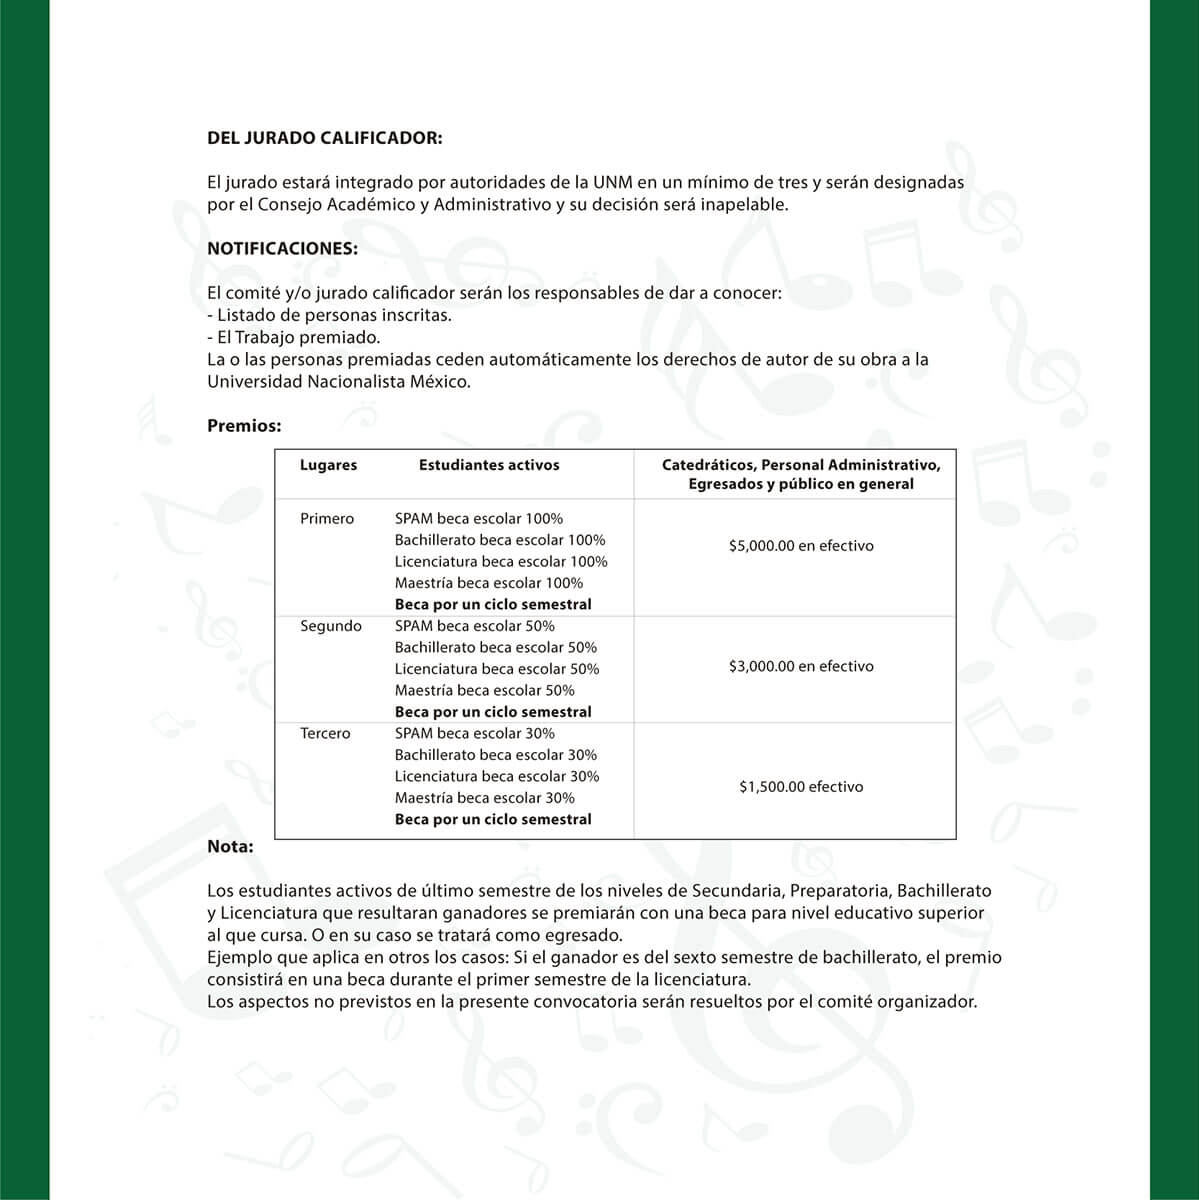 DEL JURADO CALIFICADOR:
El jurado estará integrado por autoridades de la UNM en un mínimo de tres y serán designadas
por el Consejo Académico y Administrativo y su decisión será inapelable.
NOTIFICACIONES:
El comité y/o jurado calificador serán los responsables de dar a conocer:
- Listado de personas inscritas.
- El Trabajo premiado.
La o las personas premiadas ceden automáticamente los derechos de autor de su obra a la
Universidad Nacionalista México.
Premios:
Lugares Estudiantes activos Catedráticos, Personal Administrativo,
Egresados y público en general
Primero SPAM beca escolar 100%
Bachillerato beca escolar 100%
$5,000.00 en efectivo
Licenciatura beca escolar 100%
Maestría beca escolar 100%
Beca por un ciclo semestral
Segundo SPAM beca escolar 50%
Bachillerato beca escolar 50%
Licenciatura beca escolar 50%
$3,000.00 en efectivo
Maestría beca escolar 50%
Beca por un ciclo semestral
Tercero SPAM beca escolar 30%
Bachillerato beca escolar 30%
Licenciatura beca escolar 30%
$1,500.00 efectivo
Maestría beca escolar 30%
Beca por un ciclo semestral
Nota:
Los estudiantes activos de último semestre de los niveles de Secundaria, Preparatoria, Bachillerato
y Licenciatura que resultaran ganadores se premiarán con una beca para nivel educativo superior
al que cursa. O en su caso se tratará como egresado.
Ejemplo que aplica en otros los casos: Si el ganador es del sexto semestre de bachillerato, el premio
consistirá en una beca durante el primer semestre de la licenciatura.
Los aspectos no previstos en la presente convocatoria serán resueltos por el comité organizador.